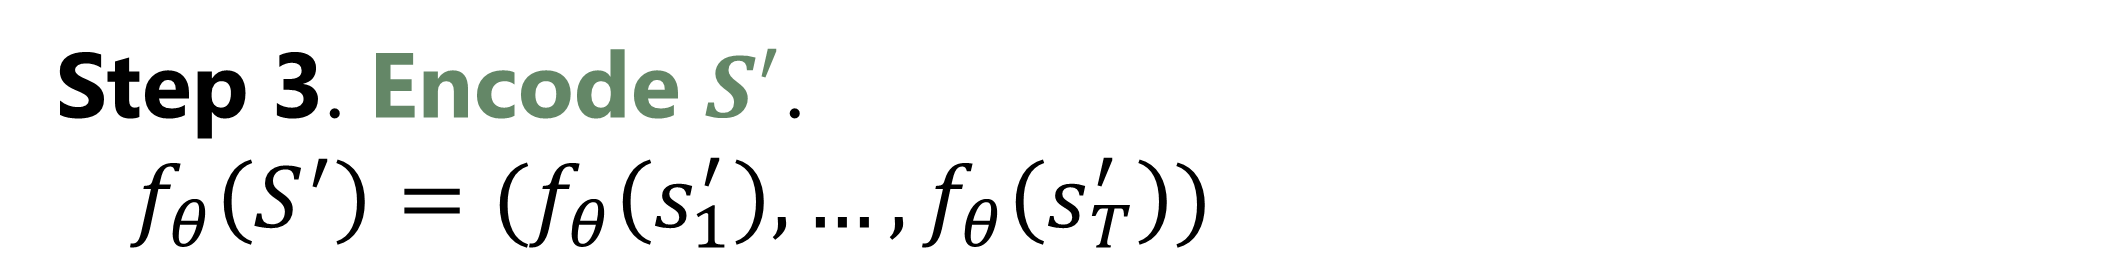 Step 3. Encode 𝑺′.
𝑓_θ(𝑆′) = (𝑓_θ(𝑠′_1), … , 𝑓_θ(𝑠′_𝑇))